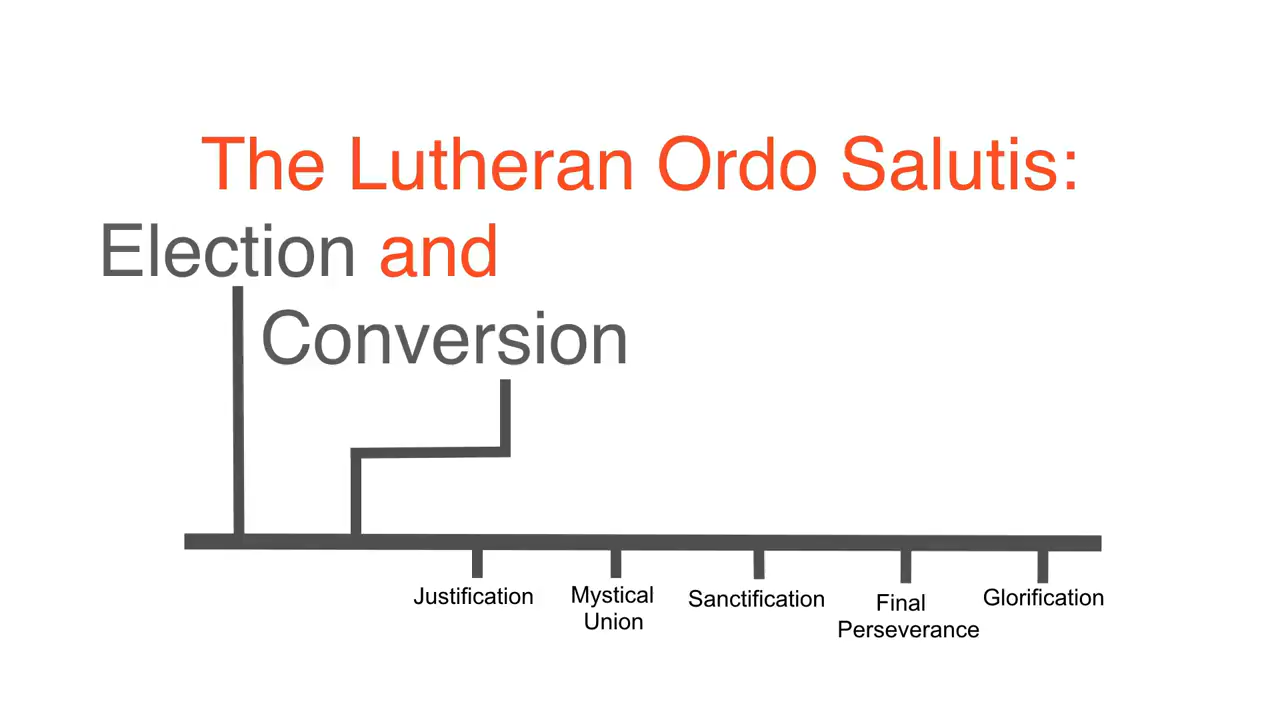 The Lutheran Ordo Salutis:
Election and
Conversion
Justification
Mystical
Union
Sanctification
Final
Perseverance
Glorification